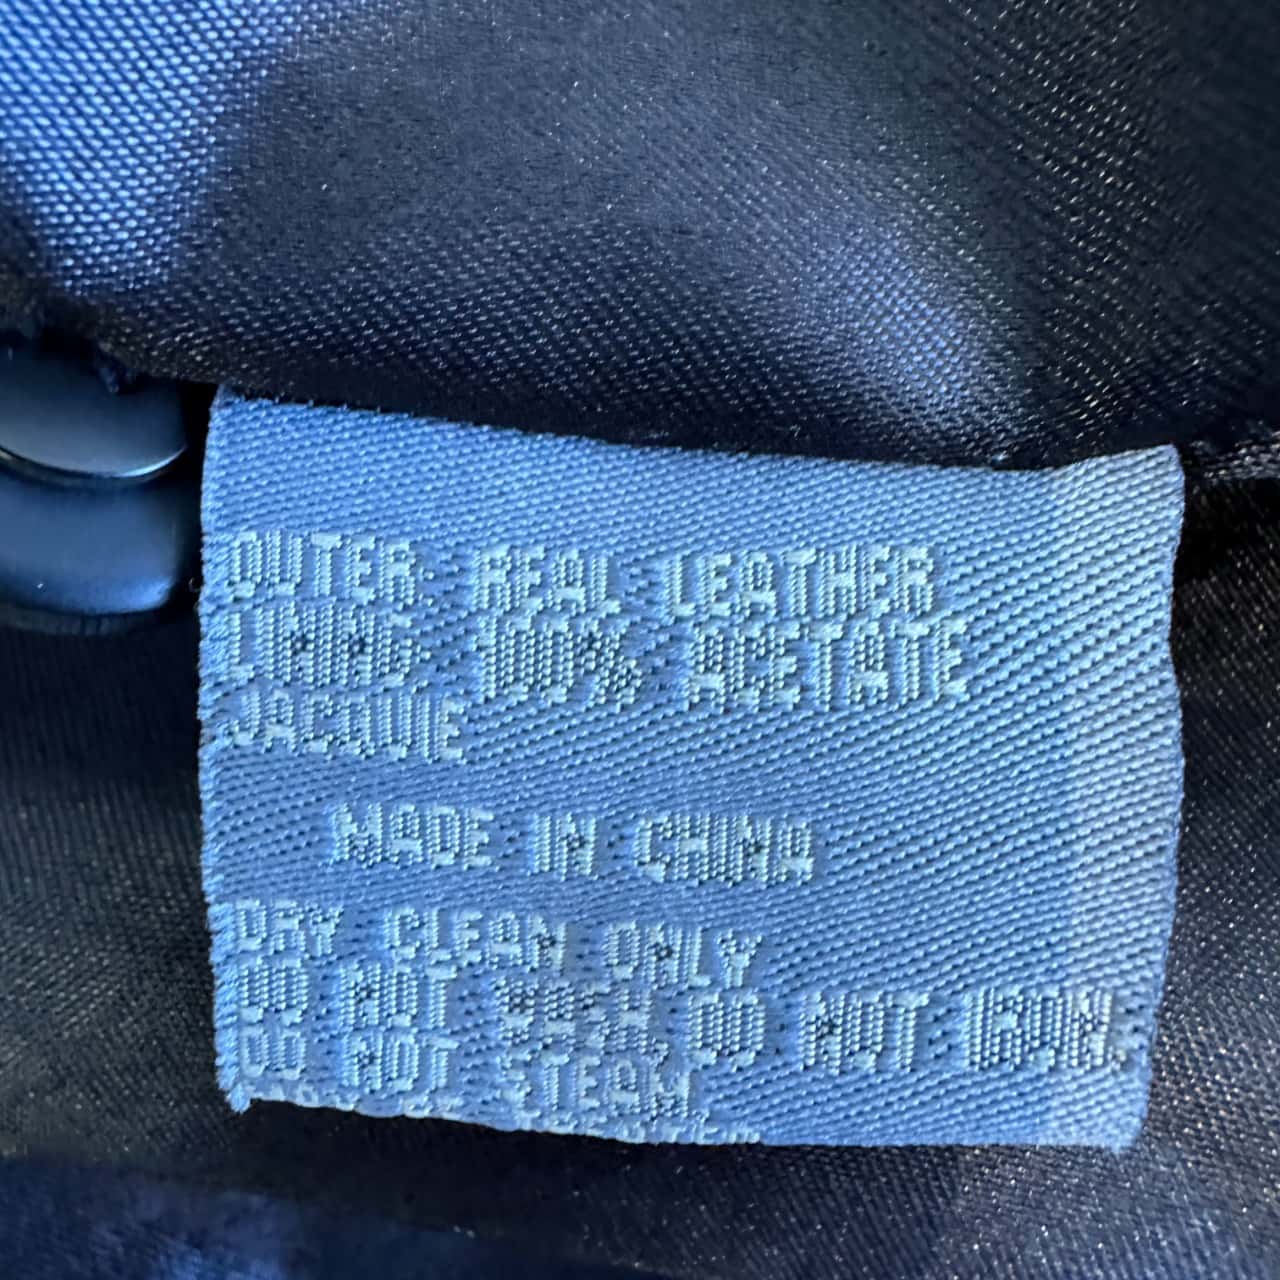 OUTER: REAL LEATHER
LINING: 100% ACETATE
JACQUIE
MADE IN CHINA
DRY CLEAN ONLY
DO NOT WASH, DO NOT IRON,
DO NOT STEAM,